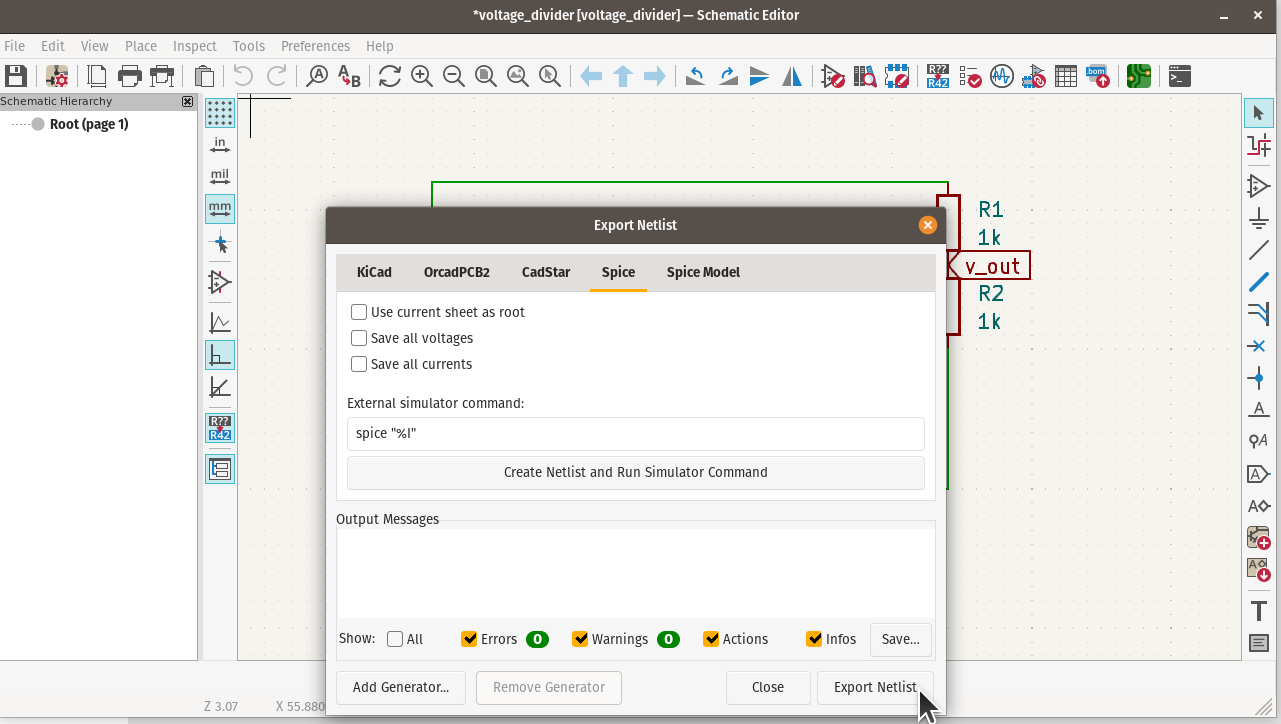 *voltage_divider [voltage_divider] — Schematic Editor
File Edit View Place Inspect Tools Preferences Help
A A B R?? R42 .bom
Schematic Hierarchy
Root (page 1)
in
mil
mm
R??
R42
R1
1k
v_out
R2
1k
Export Netlist
KiCad OrcadPCB2 CadStar Spice Spice Model
Use current sheet as root
Save all voltages
Save all currents
External simulator command:
spice "%I"
Create Netlist and Run Simulator Command
Output Messages
Show: All Errors 0 Warnings 0 Actions Infos Save...
Add Generator... Remove Generator Close Export Netlist
Z 3.07 X 55.880
A
A
A
A
A
T